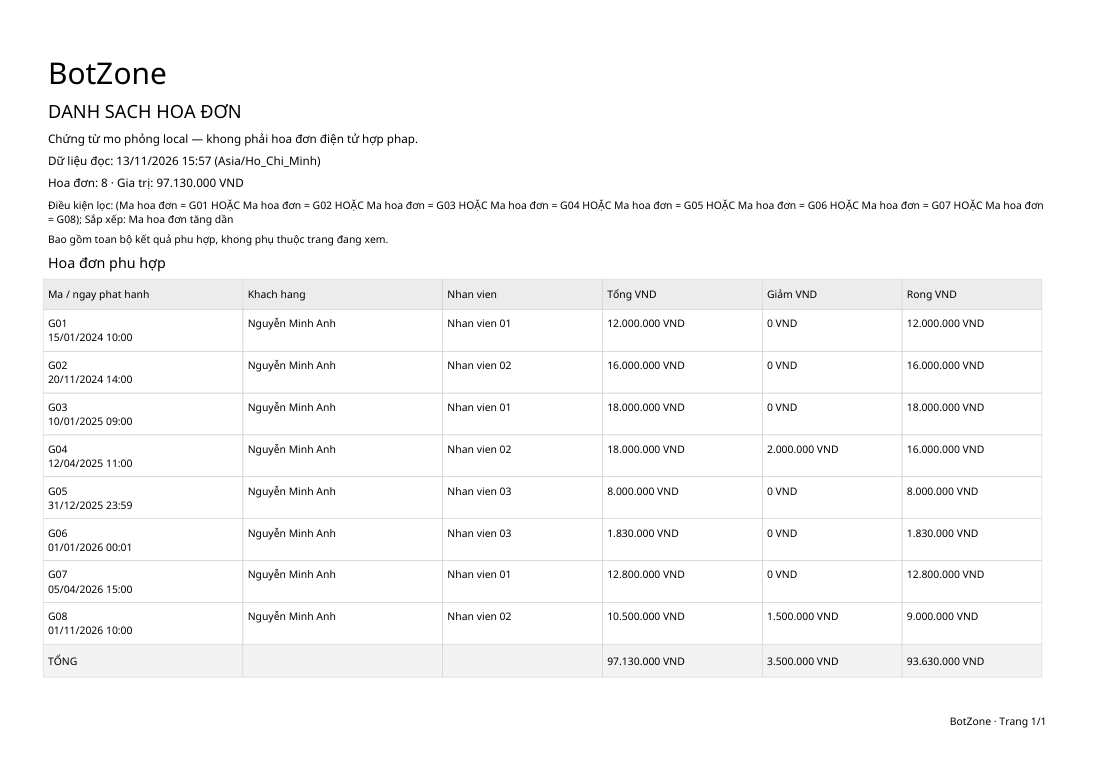 BotZone
DANH SACH HOA ĐƠN
Chứng từ mo phỏng local — khong phải hoa đơn điện tử hợp phap.
Dữ liệu đọc: 13/11/2026 15:57 (Asia/Ho_Chi_Minh)
Hoa đơn: 8 · Gia trị: 97.130.000 VND
Điều kiện lọc: (Ma hoa đơn = G01 HOẶC Ma hoa đơn = G02 HOẶC Ma hoa đơn = G03 HOẶC Ma hoa đơn = G04 HOẶC Ma hoa đơn = G05 HOẶC Ma hoa đơn = G06 HOẶC Ma hoa đơn = G07 HOẶC Ma hoa đơn
= G08); Sắp xếp: Ma hoa đơn tăng dần
Bao gồm toan bộ kết quả phu hợp, khong phụ thuộc trang đang xem.
Hoa đơn phu hợp
Ma / ngay phat hanh Khach hang Nhan vien Tổng VND Giảm VND Rong VND
G01 Nguyễn Minh Anh Nhan vien 01 12.000.000 VND 0 VND 12.000.000 VND
15/01/2024 10:00
G02 Nguyễn Minh Anh Nhan vien 02 16.000.000 VND 0 VND 16.000.000 VND
20/11/2024 14:00
G03 Nguyễn Minh Anh Nhan vien 01 18.000.000 VND 0 VND 18.000.000 VND
10/01/2025 09:00
G04 Nguyễn Minh Anh Nhan vien 02 18.000.000 VND 2.000.000 VND 16.000.000 VND
12/04/2025 11:00
G05 Nguyễn Minh Anh Nhan vien 03 8.000.000 VND 0 VND 8.000.000 VND
31/12/2025 23:59
G06 Nguyễn Minh Anh Nhan vien 03 1.830.000 VND 0 VND 1.830.000 VND
01/01/2026 00:01
G07 Nguyễn Minh Anh Nhan vien 01 12.800.000 VND 0 VND 12.800.000 VND
05/04/2026 15:00
G08 Nguyễn Minh Anh Nhan vien 02 10.500.000 VND 1.500.000 VND 9.000.000 VND
01/11/2026 10:00
TỔNG 97.130.000 VND 3.500.000 VND 93.630.000 VND
BotZone · Trang 1/1